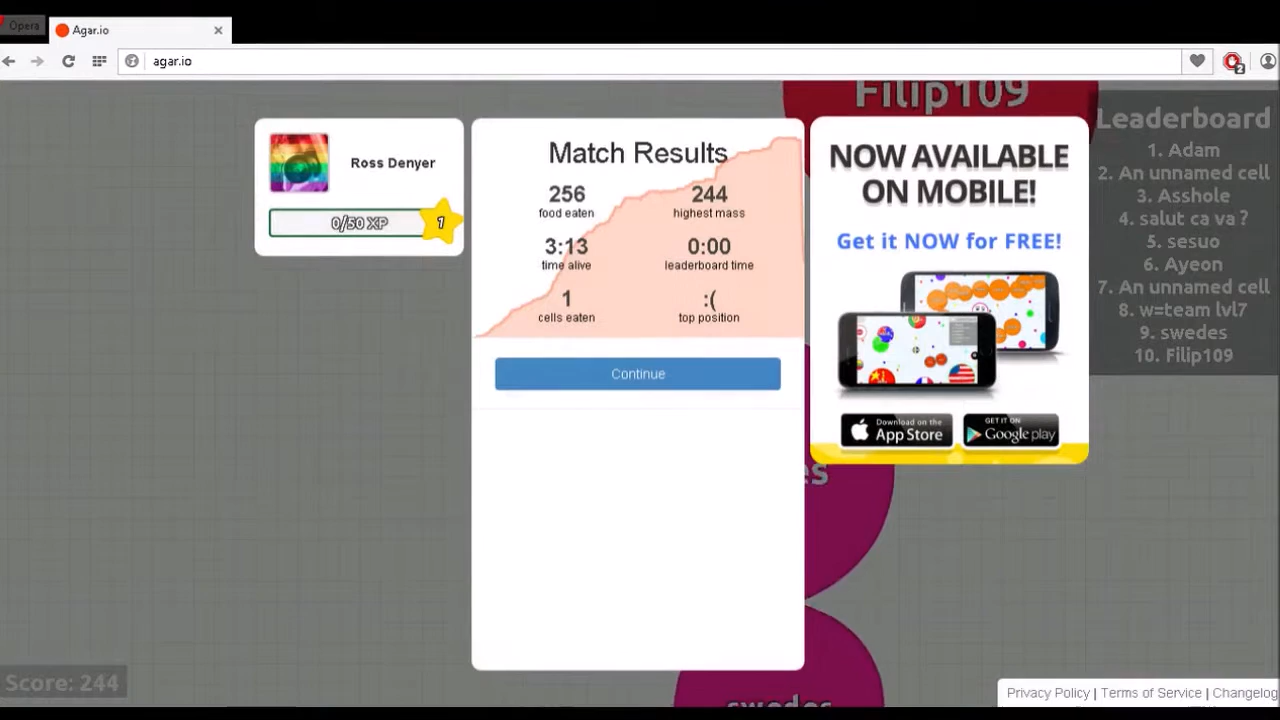 Opera
Agar.io
agar.io
2
Filip109
Ross Denyer
0/50 XP
1
Match Results
256
food eaten
244
highest mass
3:13
time alive
0:00
leaderboard time
1
cells eaten
:(
top position
Continue
NOW AVAILABLE
ON MOBILE!
Get it NOW for FREE!
Download on the
App Store
GET IT ON
Google play
Leaderboard
1. Adam
2. An unnamed cell
3. Asshole
4. salut ca va ?
5. sesuo
6. Ayeon
7. An unnamed cell
8. w=team lvl7
9. swedes
10. Filip109
es
swedes
Score: 244
Privacy Policy | Terms of Service | Changelog